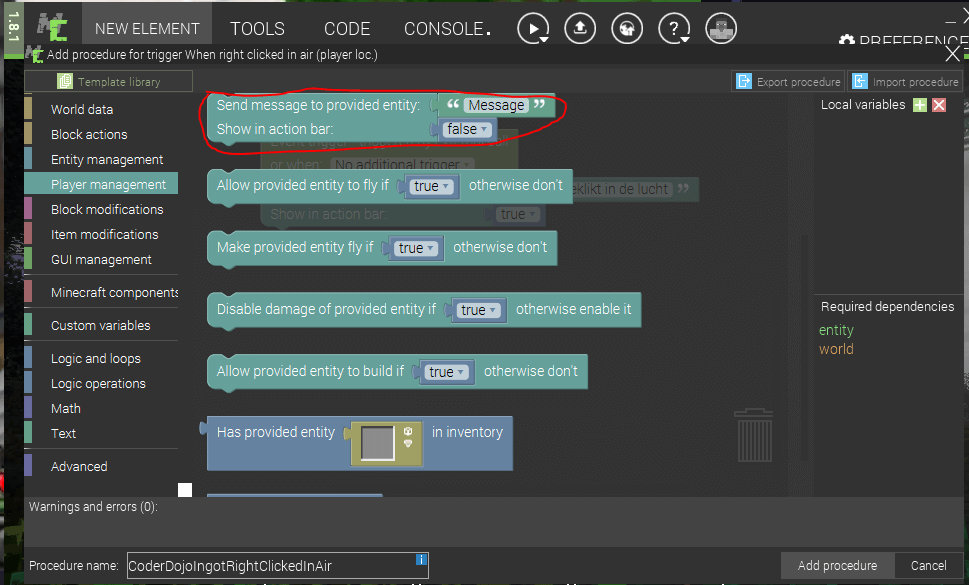 1.8.1
NEW ELEMENT
TOOLS
CODE
CONSOLE
PREFERENC
Add procedure for trigger When right clicked in air (player loc.)
Template library
Export procedure
Import procedure
World data
Block actions
Entity management
Player management
Block modifications
Item modifications
GUI management
Minecraft components
Custom variables
Logic and loops
Logic operations
Math
Text
Advanced
Send message to provided entity: “ Message ”
Show in action bar: false
or when: No additional trigger
Allow provided entity to fly if true otherwise don't
eklikt in de lucht ”
Show in action bar: true
Make provided entity fly if true otherwise don't
Disable damage of provided entity if true otherwise enable it
Allow provided entity to build if true otherwise don't
Has provided entity in inventory
Local variables
Required dependencies
entity
world
Warnings and errors (0):
Procedure name: CoderDojoIngotRightClickedInAir
Add procedure
Cancel